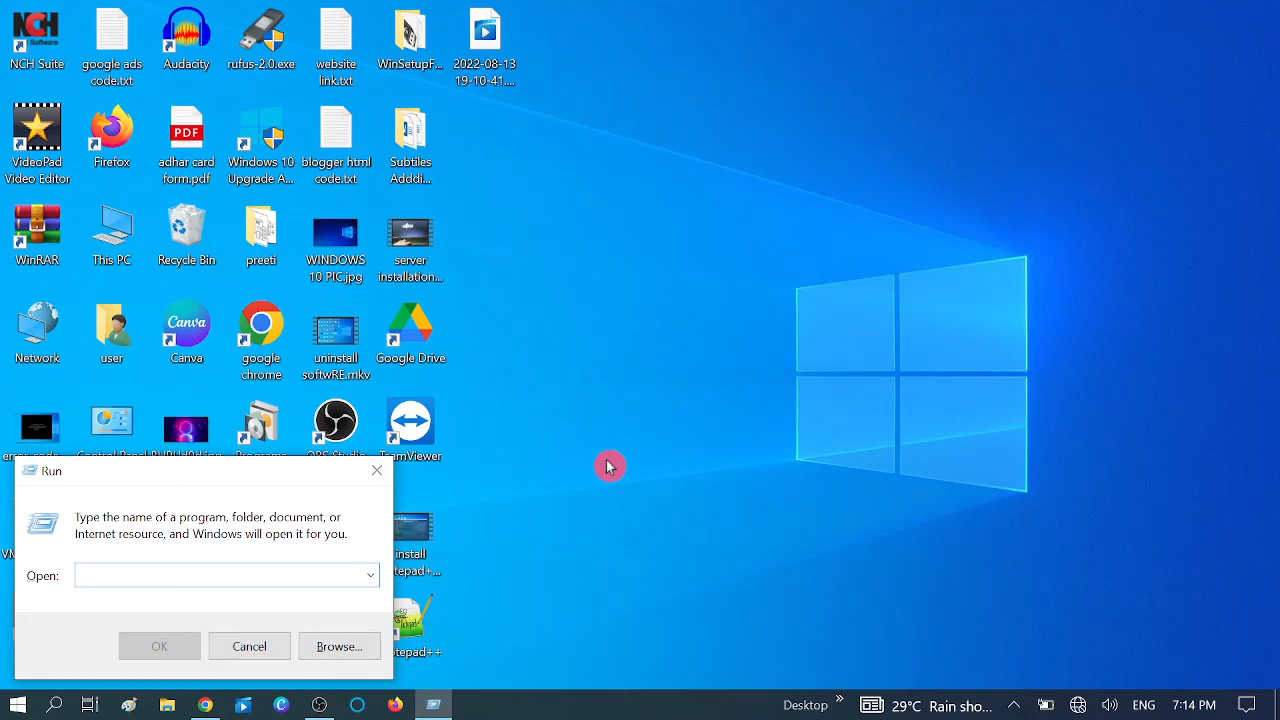 NCH Suite
google ads
code.txt
Audacity
rufus-2.0.exe
website
link.txt
WinSetupF...
2022-08-13
19-10-41....
VideoPad
Video Editor
Firefox
PDF
adhar card
form.pdf
Windows 10
Upgrade A...
blogger html
code.txt
Subtiles
Adddi...
WinRAR
This PC
Recycle Bin
preeti
WINDOWS
10 PIC.jpg
server
installation...
Network
user
Canva
Canva
google
chrome
uninstall
softwRE.mkv
Google Drive
Control Panel
OBS Studio
TeamViewer
Run
Type the name of a program, folder, document, or
Internet resource, and Windows will open it for you.
Open:
OK
Cancel
Browse...
Desktop
29°C Rain sho...
ENG
7:14 PM